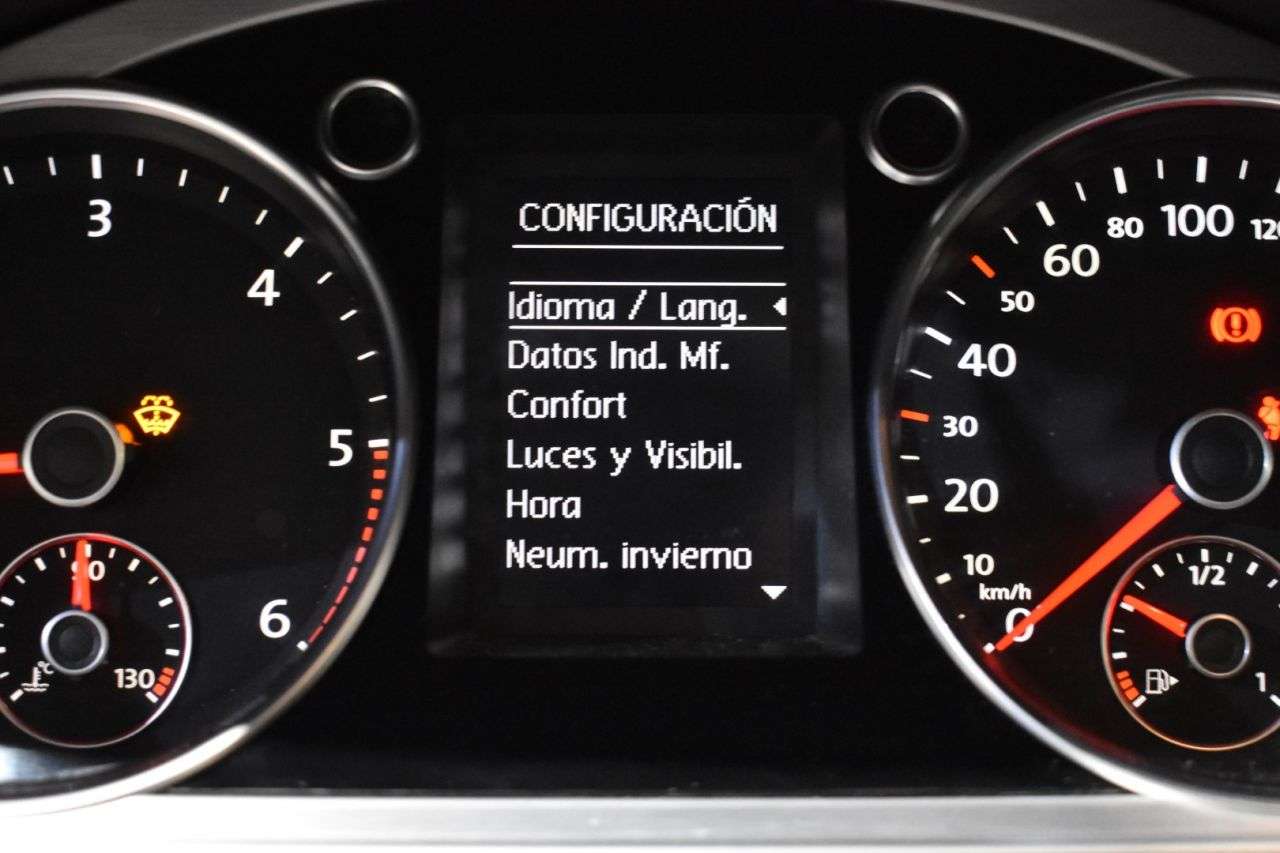 CONFIGURACIÓN
Idioma / Lang.
Datos Ind. Mf.
Confort
Luces y Visibil.
Hora
Neum. invierno
3
4
5
6
90
130
°C
0
10
20
30
40
50
60
80
100
120
km/h
1/2
1